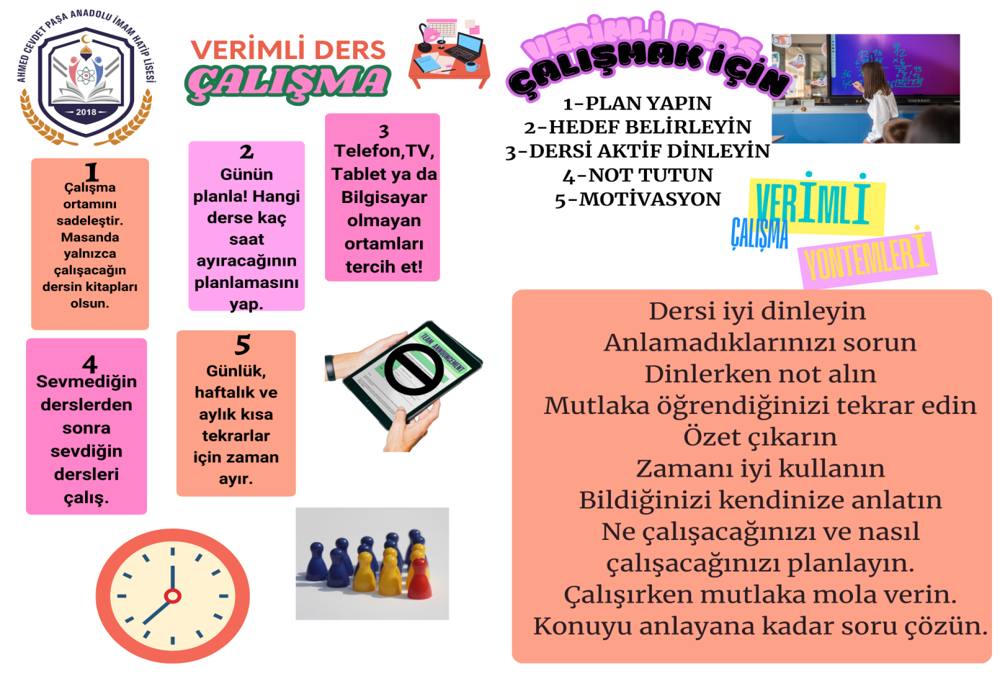 AHMED CEVDET PAŞA ANADOLU İMAM HATİP LİSESİ
2018
VERİMLİ DERS
ÇALIŞMA
1
Çalışma
ortamını
sadeleştir.
Masanda
yalnızca
çalışacağın
dersin kitapları
olsun.
2
Günün
planla! Hangi
derse kaç
saat
ayıracağının
planlamasını
yap.
3
Telefon,TV,
Tablet ya da
Bilgisayar
olmayan
ortamları
tercih et!
4
Sevmediğin
derslerden
sonra
sevdiğin
dersleri
çalış.
5
Günlük,
haftalık ve
aylık kısa
tekrarlar
için zaman
ayır.
TEAM ANNOUNCEMENT
VERİMLİ DERS
ÇALIŞMAK İÇİN
1-PLAN YAPIN
2-HEDEF BELİRLEYİN
3-DERSİ AKTİF DİNLEYİN
4-NOT TUTUN
5-MOTİVASYON
VERİMLİ
ÇALIŞMA
YONTEMLERİ
Dersi iyi dinleyin
Anlamadıklarınızı sorun
Dinlerken not alın
Mutlaka öğrendiğinizi tekrar edin
Özet çıkarın
Zamanı iyi kullanın
Bildiğinizi kendinize anlatın
Ne çalışacağınızı ve nasıl
çalışacağınızı planlayın.
Çalışırken mutlaka mola verin.
Konuyu anlayana kadar soru çözün.